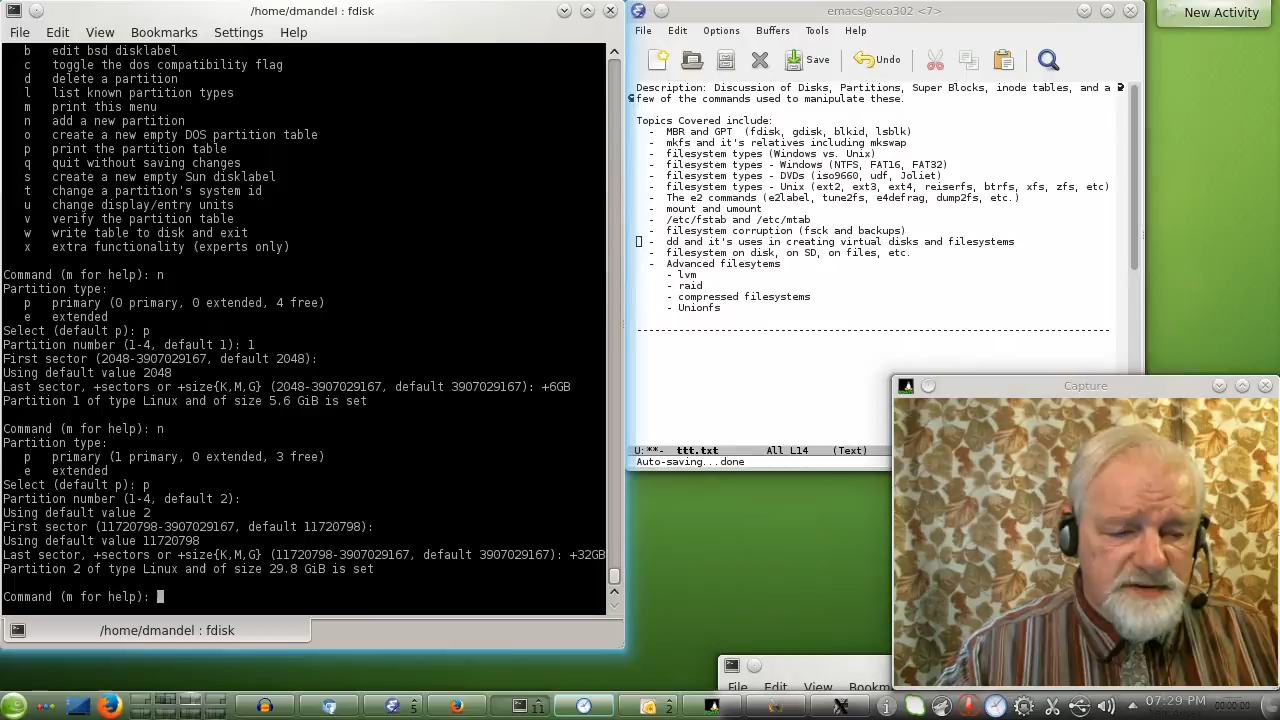 /home/dmandel : fdisk
File Edit View Bookmarks Settings Help
b edit bsd disklabel
c toggle the dos compatibility flag
d delete a partition
l list known partition types
m print this menu
n add a new partition
o create a new empty DOS partition table
p print the partition table
q quit without saving changes
s create a new empty Sun disklabel
t change a partition's system id
u change display/entry units
v verify the partition table
w write table to disk and exit
x extra functionality (experts only)
Command (m for help): n
Partition type:
p primary (0 primary, 0 extended, 4 free)
e extended
Select (default p): p
Partition number (1-4, default 1): 1
First sector (2048-3907029167, default 2048):
Using default value 2048
Last sector, +sectors or +size{K,M,G} (2048-3907029167, default 3907029167): +6GB
Partition 1 of type Linux and of size 5.6 GiB is set
Command (m for help): n
Partition type:
p primary (1 primary, 0 extended, 3 free)
e extended
Select (default p): p
Partition number (1-4, default 2):
Using default value 2
First sector (11720798-3907029167, default 11720798):
Using default value 11720798
Last sector, +sectors or +size{K,M,G} (11720798-3907029167, default 3907029167): +32GB
Partition 2 of type Linux and of size 29.8 GiB is set
Command (m for help):
/home/dmandel : fdisk
emacs@sco302 <7>
File Edit Options Buffers Tools Help
Save Undo
Description: Discussion of Disks, Partitions, Super Blocks, inode tables, and a
few of the commands used to manipulate these.
Topics Covered include:
- MBR and GPT (fdisk, gdisk, blkid, lsblk)
- mkfs and it's relatives including mkswap
- filesystem types (Windows vs. Unix)
- filesystem types - Windows (NTFS, FAT16, FAT32)
- filesystem types - DVDs (iso9660, udf, Joliet)
- filesystem types - Unix (ext2, ext3, ext4, reiserfs, btrfs, xfs, zfs, etc)
- The e2 commands (e2label, tune2fs, e4defrag, dump2fs, etc.)
- mount and umount
- /etc/fstab and /etc/mtab
- filesystem corruption (fsck and backups)
- dd and it's uses in creating virtual disks and filesystems
- filesystem on disk, on SD, on files, etc.
- Advanced filesytems
- lvm
- raid
- compressed filesystems
- Unionfs
-------------------------------------------------------------------------------
U:**- ttt.txt All L14 (Text)
Auto-saving...done
New Activity
Capture
File Edit View Bookm
5
11
2
07:29 PM
00:00:00